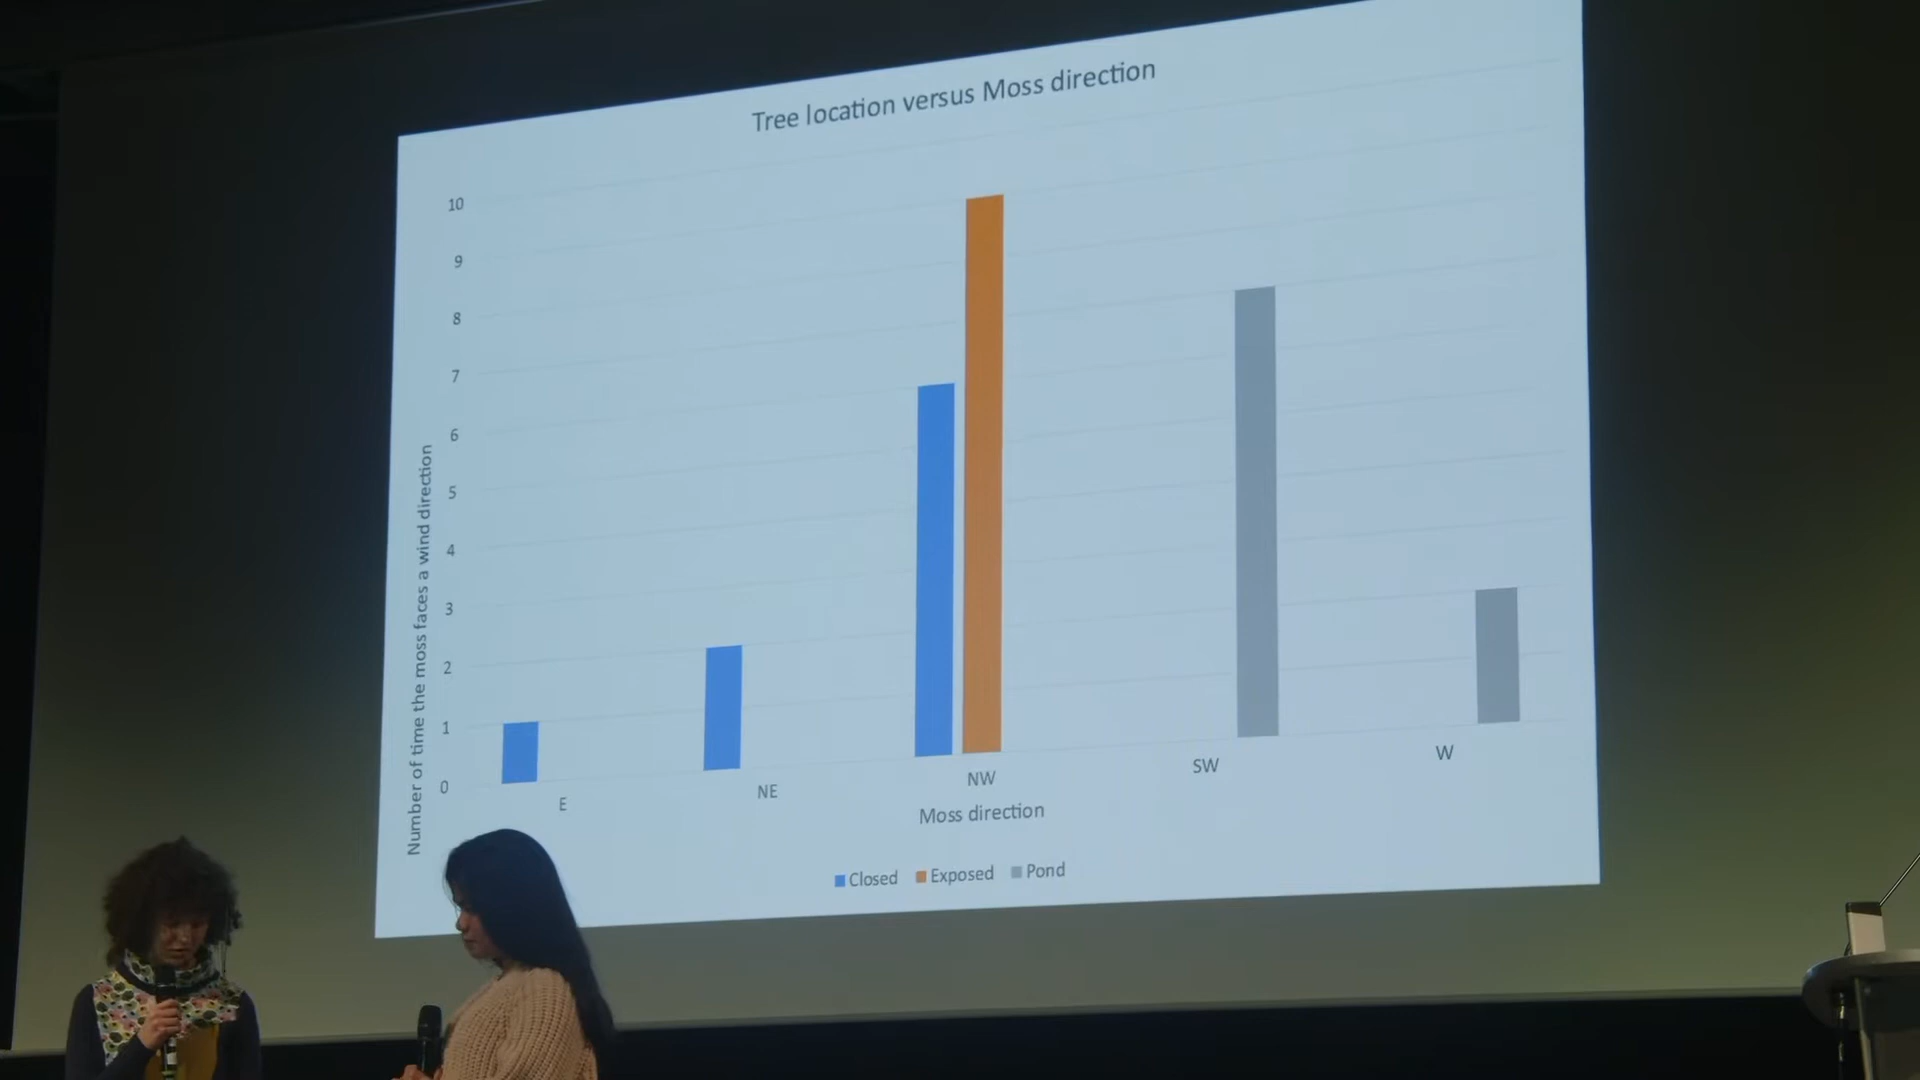 Tree location versus Moss direction
Number of time the moss faces a wind direction
10
9
8
7
6
5
4
3
2
1
0
E
NE
NW
SW
W
Moss direction
Closed
Exposed
Pond